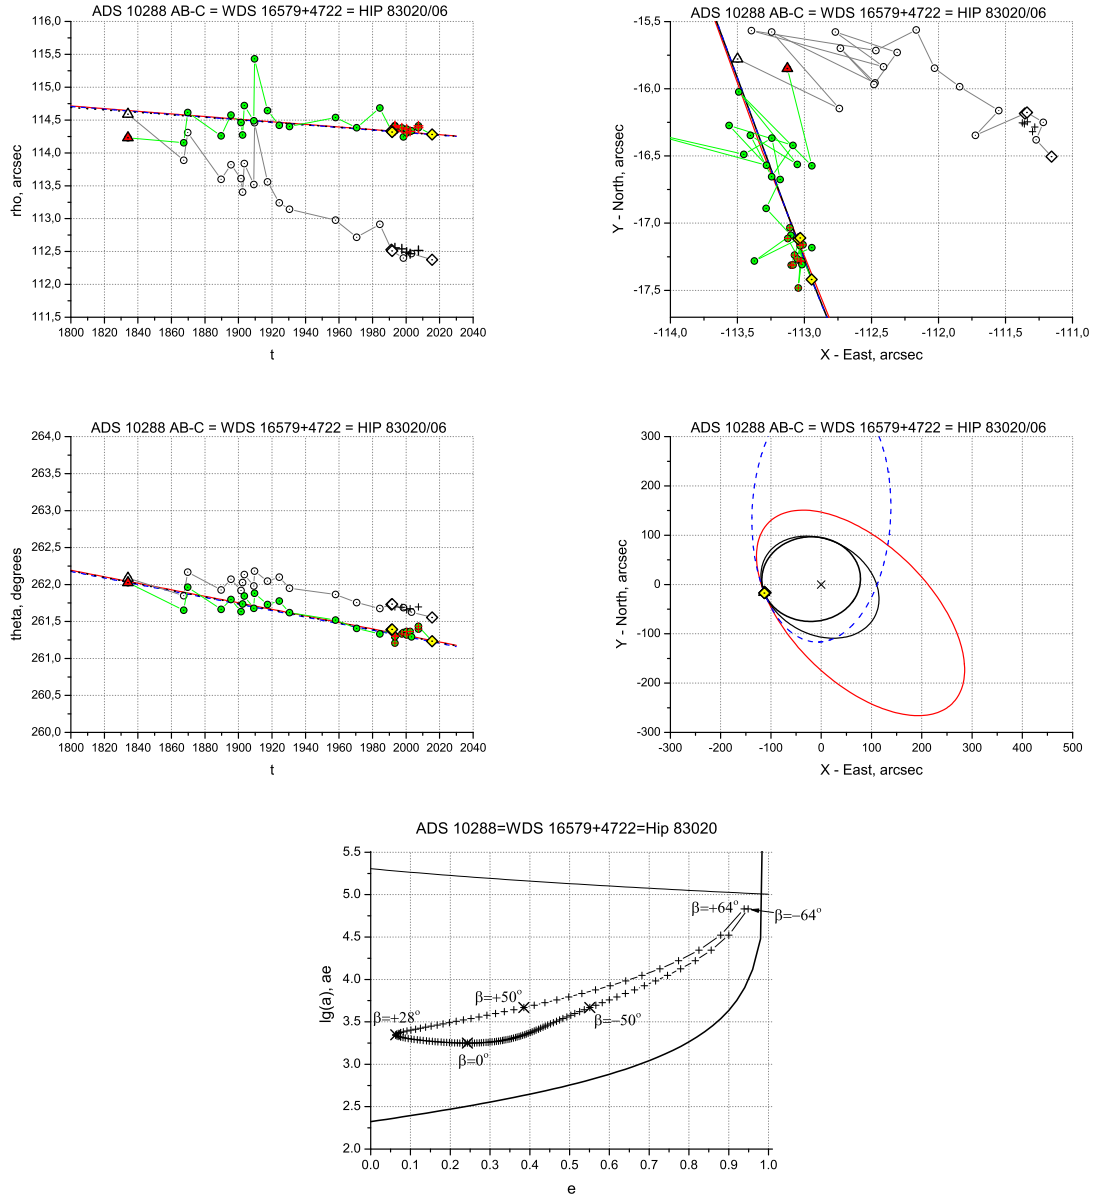 ADS 10288 AB-C = WDS 16579+4722 = HIP 83020/06
116,0
115,5
115,0
114,5
114,0
113,5
113,0
112,5
112,0
111,5
rho, arcsec
1800 1820 1840 1860 1880 1900 1920 1940 1960 1980 2000 2020 2040
t
ADS 10288 AB-C = WDS 16579+4722 = HIP 83020/06
-15,5
-16,0
-16,5
-17,0
-17,5
Y - North, arcsec
-114,0 -113,5 -113,0 -112,5 -112,0 -111,5 -111,0
X - East, arcsec
ADS 10288 AB-C = WDS 16579+4722 = HIP 83020/06
264,0
263,5
263,0
262,5
262,0
261,5
261,0
260,5
260,0
theta, degrees
1800 1820 1840 1860 1880 1900 1920 1940 1960 1980 2000 2020 2040
t
ADS 10288 AB-C = WDS 16579+4722 = HIP 83020/06
300
200
100
0
-100
-200
-300
Y - North, arcsec
-300 -200 -100 0 100 200 300 400 500
X - East, arcsec
ADS 10288=WDS 16579+4722=Hip 83020
5.5
5.0
4.5
4.0
3.5
3.0
2.5
2.0
lg(a), ae
β=+64°
β=−64°
β=+50°
β=+28°
β=−50°
β=0°
0.0 0.1 0.2 0.3 0.4 0.5 0.6 0.7 0.8 0.9 1.0
e